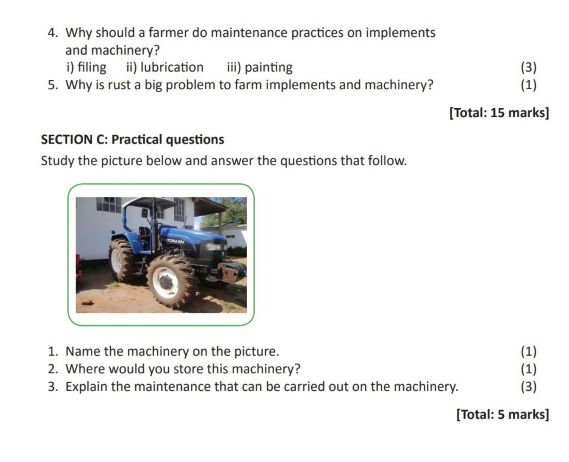 4. Why should a farmer do maintenance practices on implements
and machinery?
i) filing ii) lubrication iii) painting (3)
5. Why is rust a big problem to farm implements and machinery? (1)
[Total: 15 marks]
SECTION C: Practical questions
Study the picture below and answer the questions that follow.
1. Name the machinery on the picture. (1)
2. Where would you store this machinery? (1)
3. Explain the maintenance that can be carried out on the machinery. (3)
[Total: 5 marks]